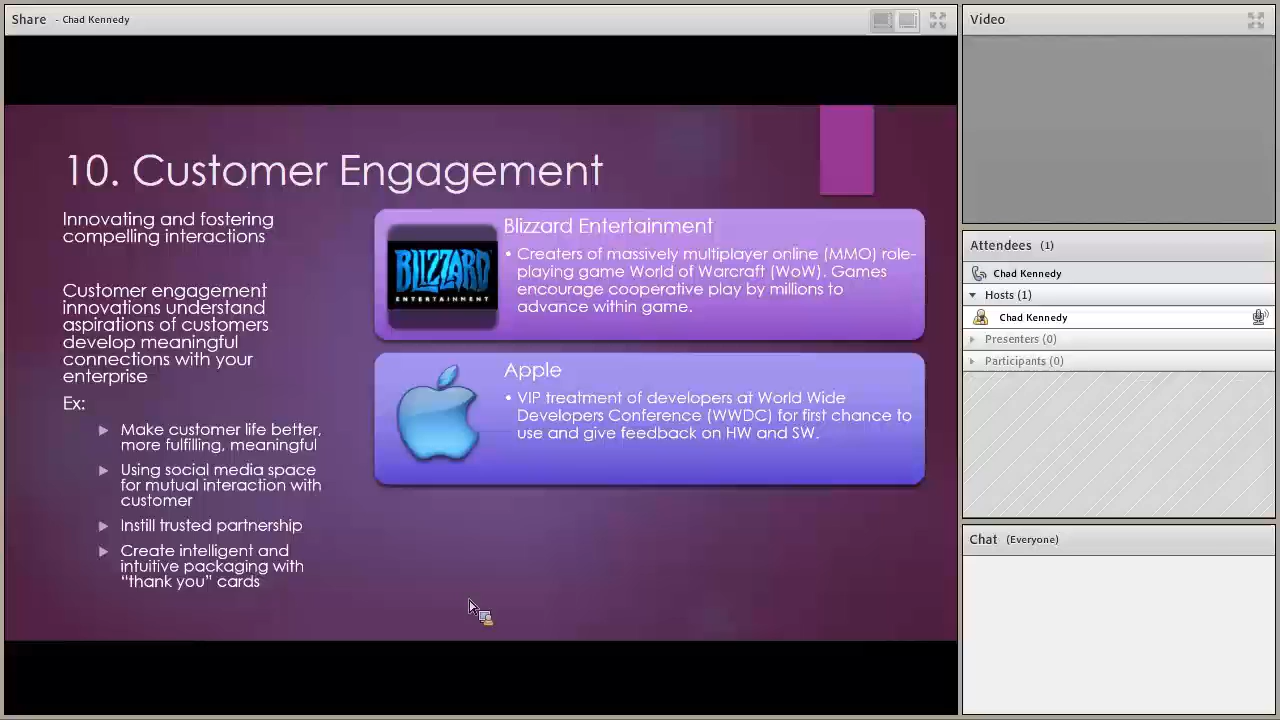 Share - Chad Kennedy
10. Customer Engagement
Innovating and fostering
compelling interactions
Customer engagement
innovations understand
aspirations of customers
develop meaningful
connections with your
enterprise
Ex:
Make customer life better,
more fulfilling, meaningful
Using social media space
for mutual interaction with
customer
Instill trusted partnership
Create intelligent and
intuitive packaging with
“thank you” cards
BLIZZARD
ENTERTAINMENT
Blizzard Entertainment
• Creaters of massively multiplayer online (MMO) role-
playing game World of Warcraft (WoW). Games
encourage cooperative play by millions to
advance within game.
Apple
• VIP treatment of developers at World Wide
Developers Conference (WWDC) for first chance to
use and give feedback on HW and SW.
Video
Attendees (1)
Chad Kennedy
Hosts (1)
Chad Kennedy
Presenters (0)
Participants (0)
Chat (Everyone)